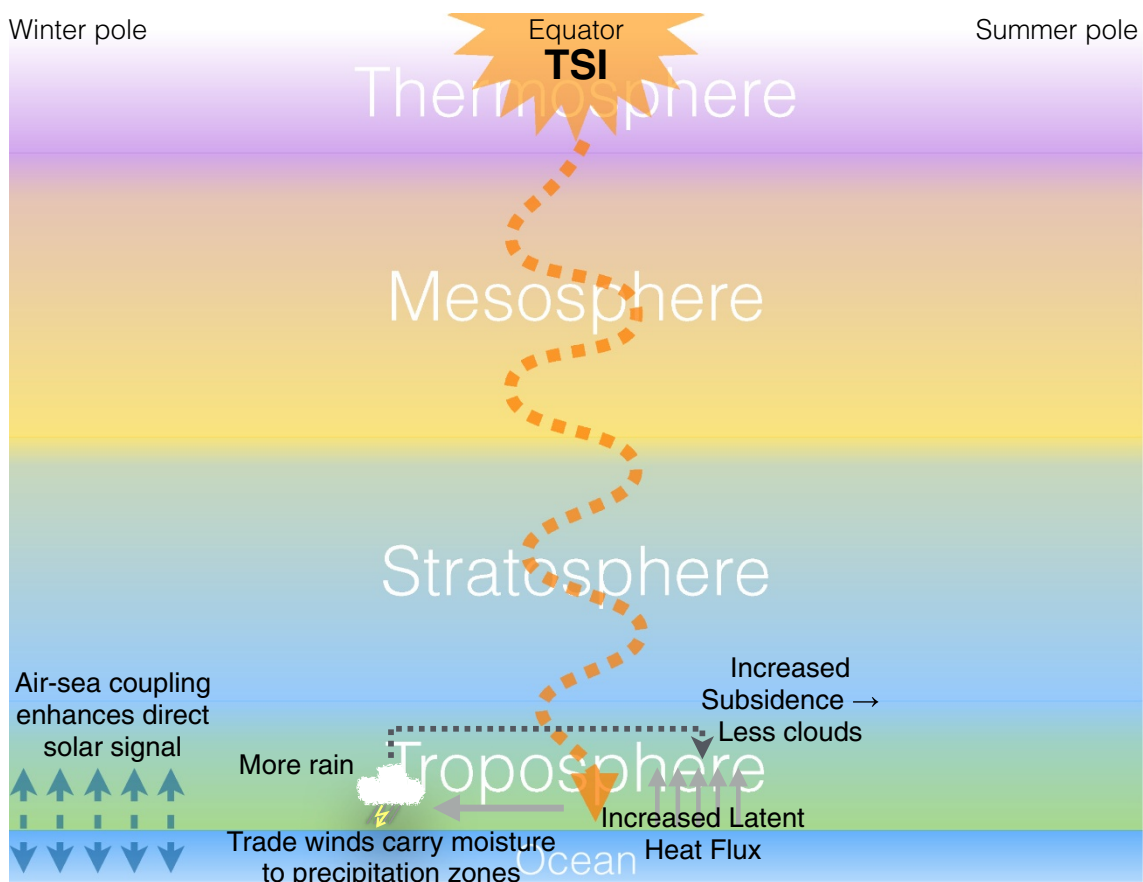 Winter pole
Equator
Summer pole
TSI
Thermosphere
Mesosphere
Stratosphere
Air-sea coupling
enhances direct
solar signal
Increased
Subsidence →
Less clouds
More rain
Troposphere
Increased Latent
Heat Flux
Trade winds carry moisture
to precipitation zones
Ocean